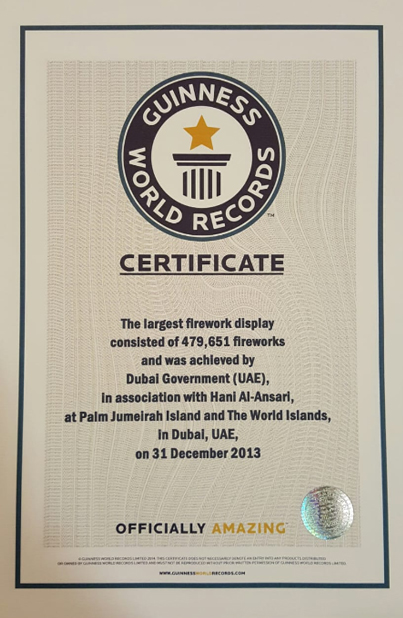 GUINNESS
WORLD RECORDS
TM
CERTIFICATE
The largest firework display
consisted of 479,651 fireworks
and was achieved by
Dubai Government (UAE),
in association with Hani Al-Ansari,
at Palm Jumeirah Island and The World Islands,
in Dubai, UAE,
on 31 December 2013
OFFICIALLY AMAZING
WWW.GUINNESSWORLDRECORDS.COM